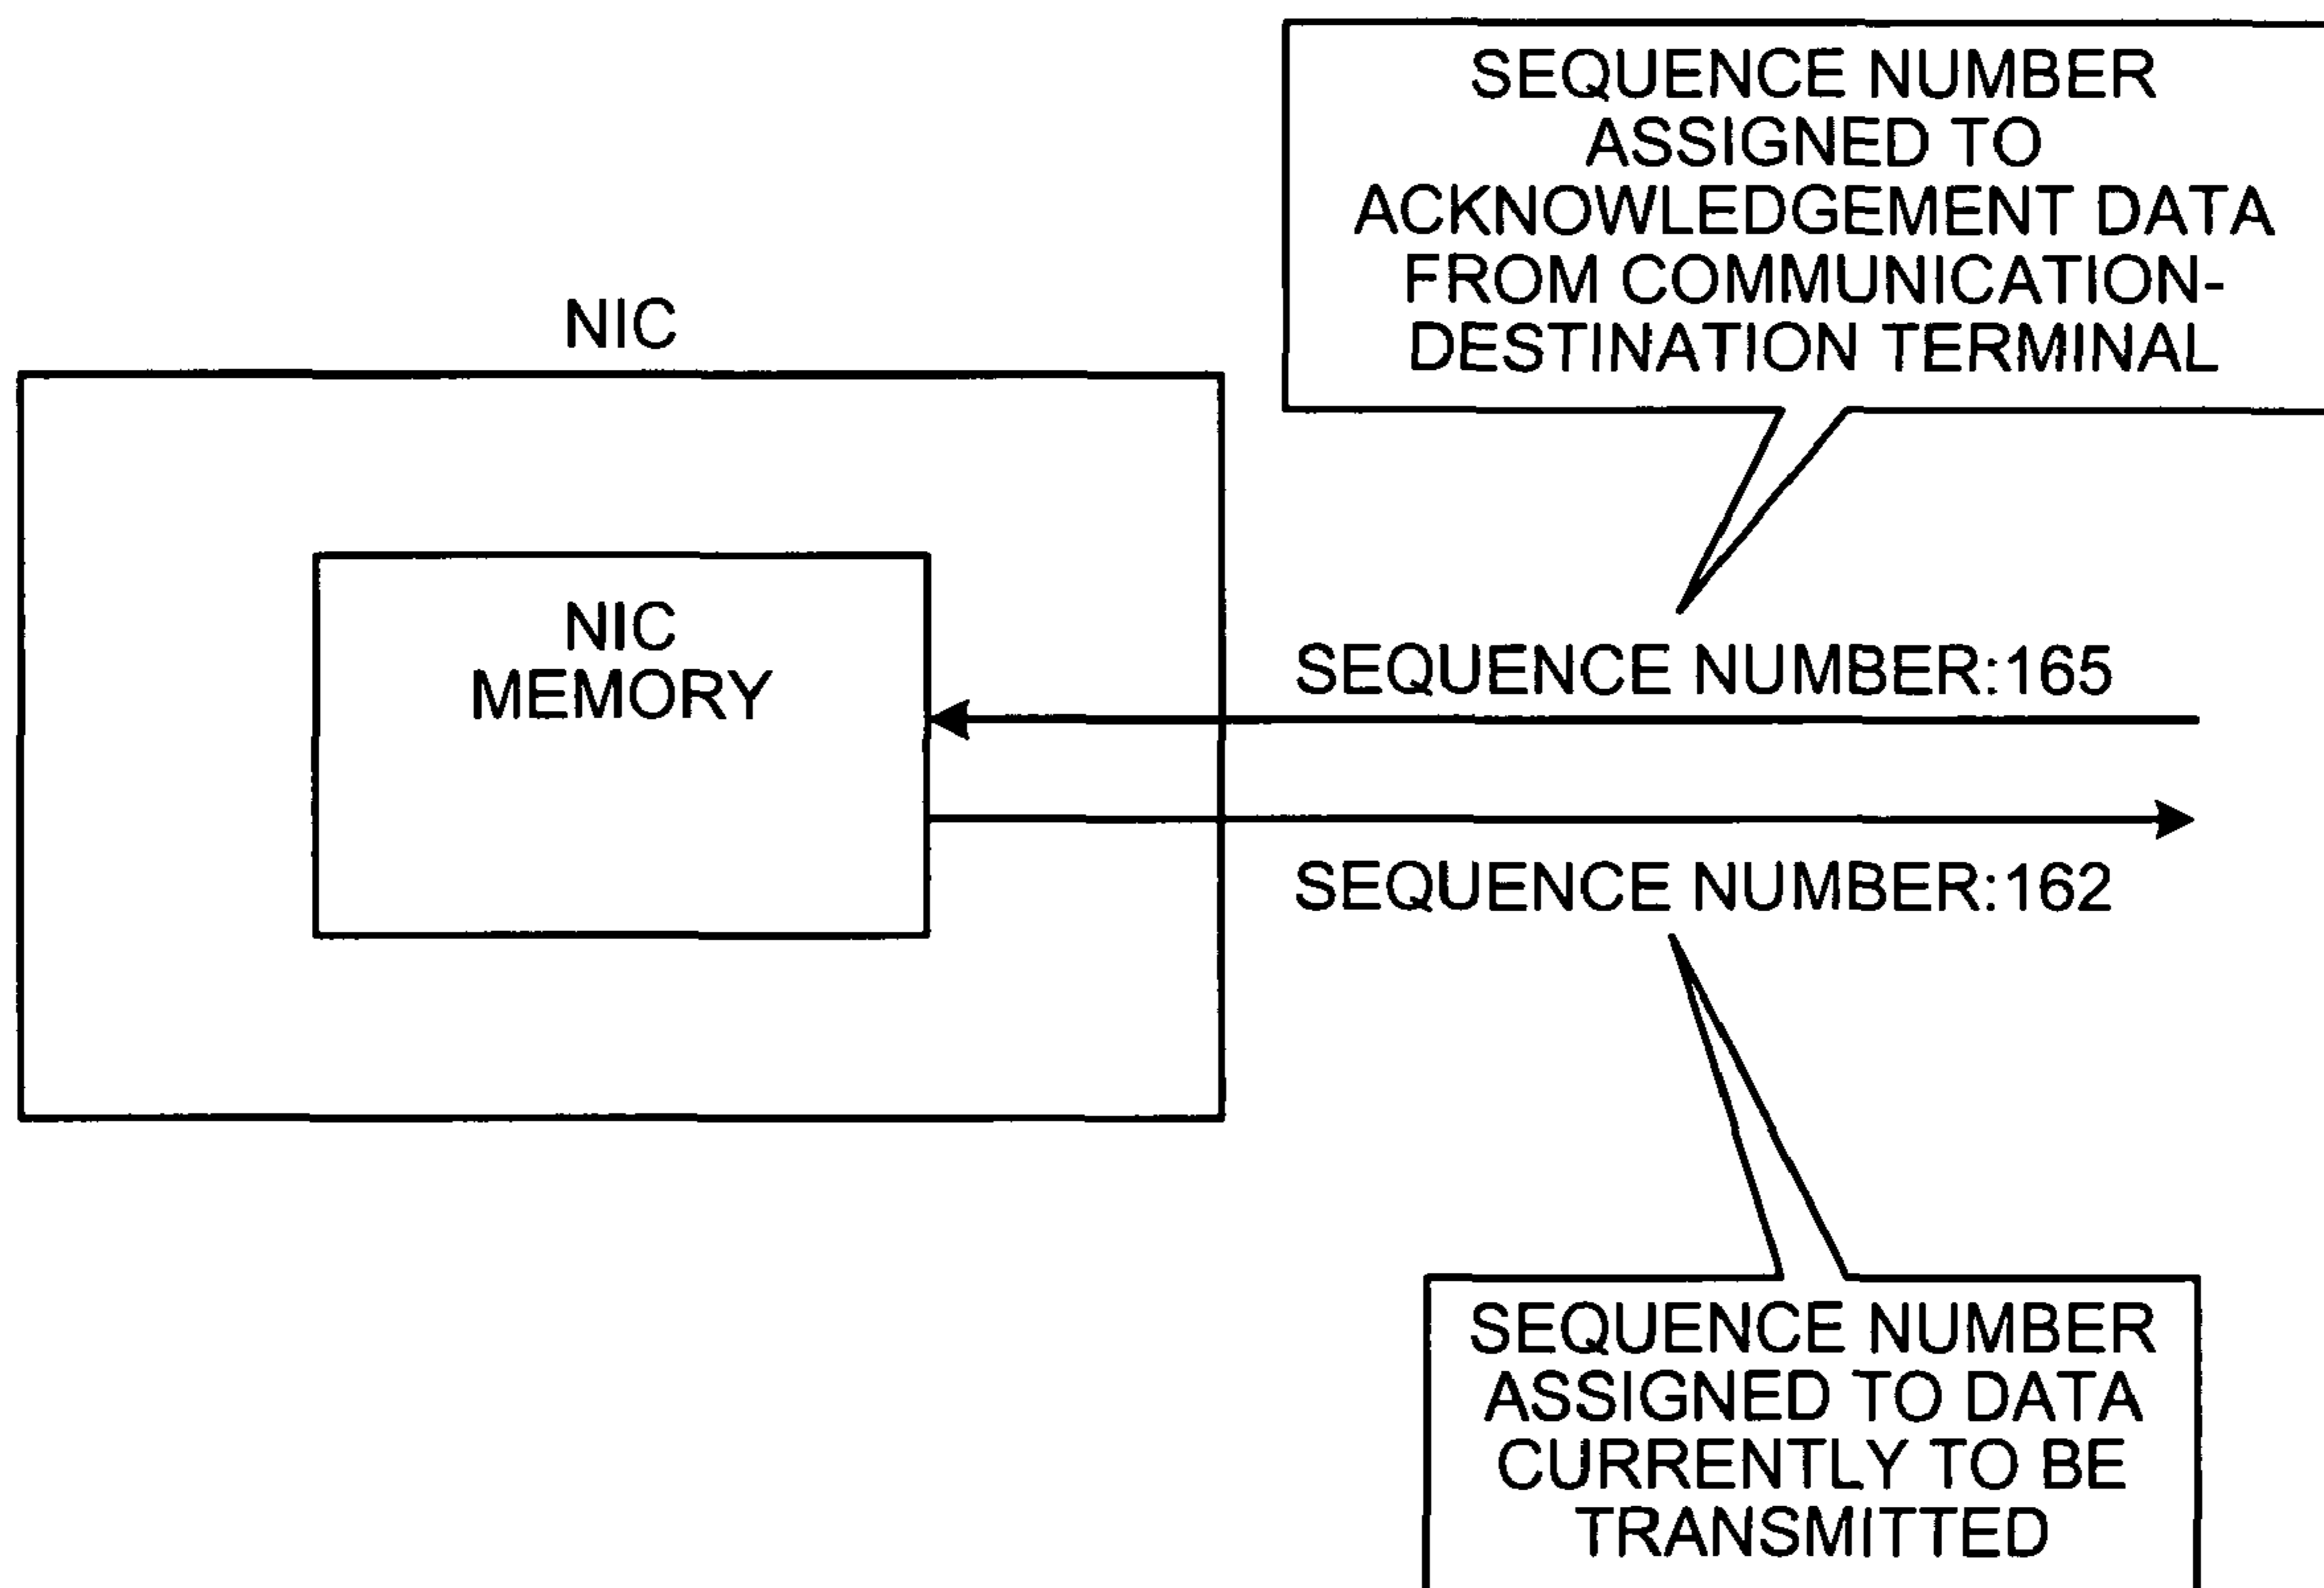 SEQUENCE NUMBER
ASSIGNED TO
ACKNOWLEDGEMENT DATA
FROM COMMUNICATION-
DESTINATION TERMINAL
NIC
NIC
MEMORY
SEQUENCE NUMBER:165
SEQUENCE NUMBER:162
SEQUENCE NUMBER
ASSIGNED TO DATA
CURRENTLY TO BE
TRANSMITTED